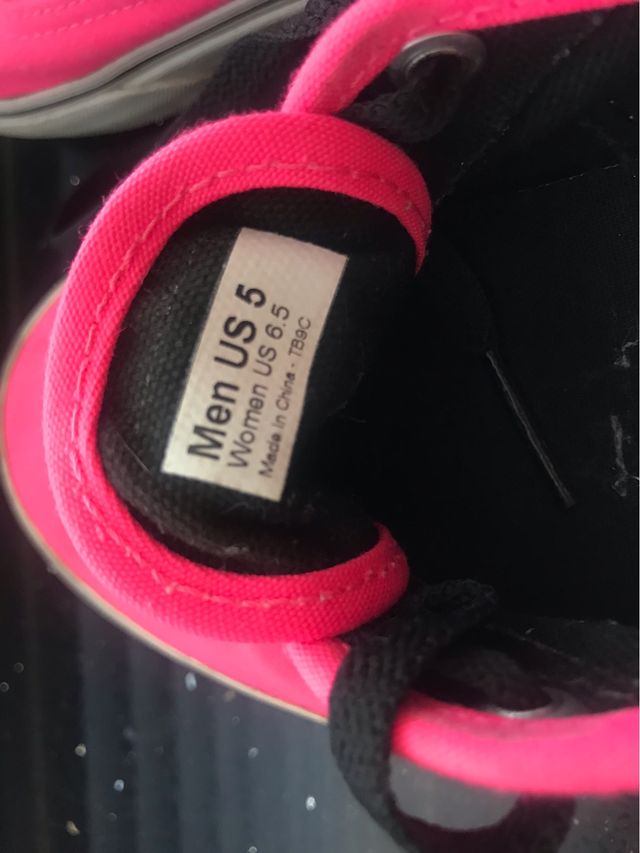 Men US 5
Women US 6.5
Made in China - TB9C